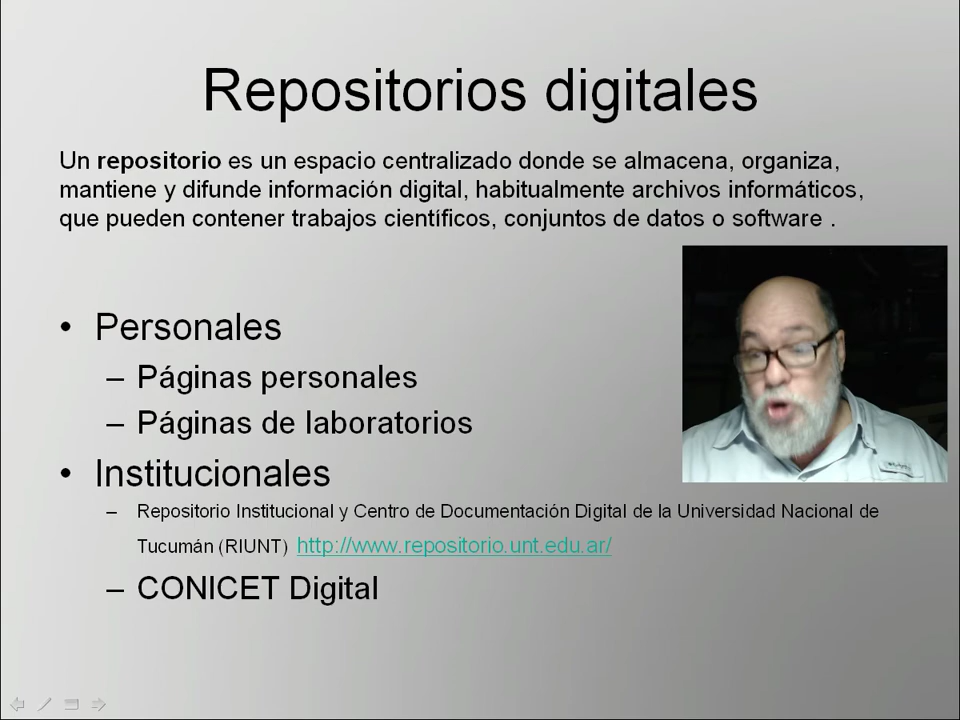 Repositorios digitales
Un repositorio es un espacio centralizado donde se almacena, organiza,
mantiene y difunde información digital, habitualmente archivos informáticos,
que pueden contener trabajos científicos, conjuntos de datos o software .
• Personales
– Páginas personales
– Páginas de laboratorios
• Institucionales
– Repositorio Institucional y Centro de Documentación Digital de la Universidad Nacional de
Tucumán (RIUNT) http://www.repositorio.unt.edu.ar/
– CONICET Digital